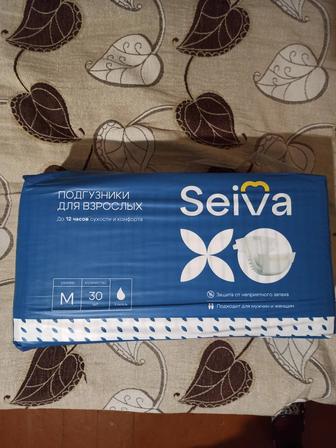 ПОДГУЗНИКИ
ДЛЯ ВЗРОСЛЫХ
До 12 часов сухости и комфорта
Seiva
M
30
Защита от неприятного запаха
Подходит для мужчин и женщин